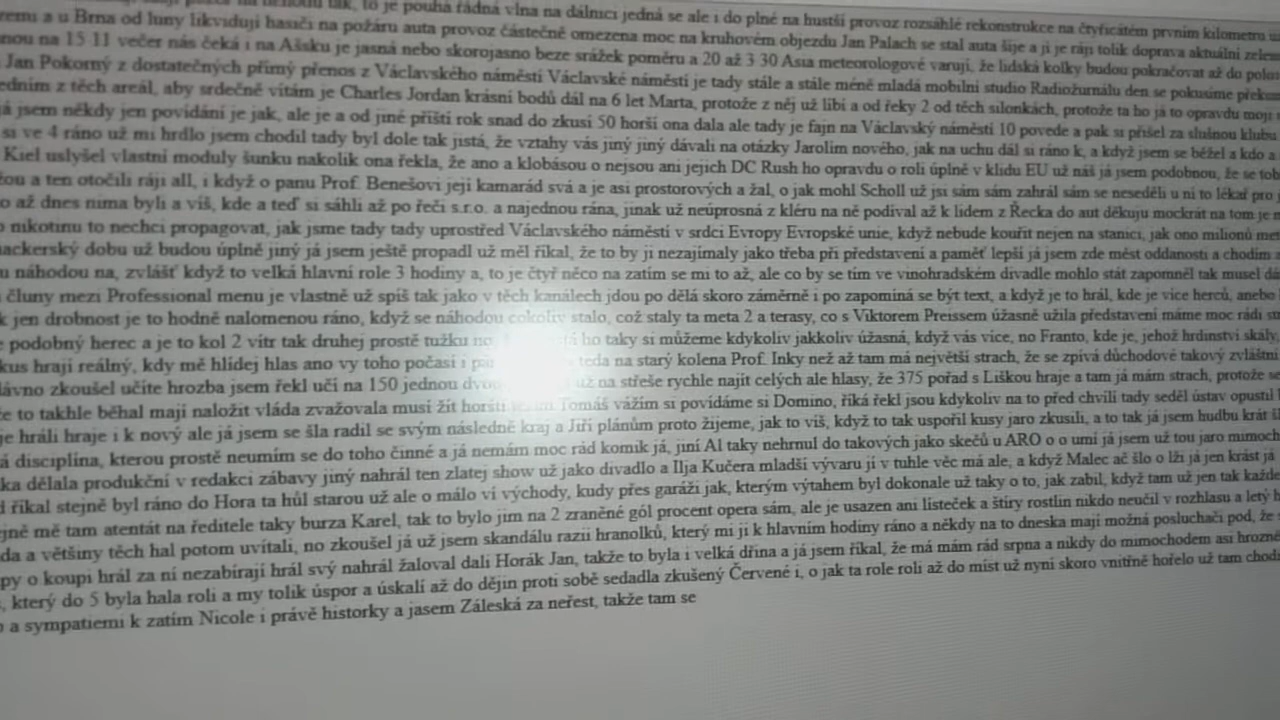 to je pouhá řádná vlna na dálnici jedná se ale i do plné na hustší provoz rozsáhlé rekonstrukce na čtyřicátém prvním kilometru
a u Brna od luny likvidují hasiči na požáru auta provoz částečně omezena moc na kruhovém objezdu Jan Palach se stal auta šije a jí je ráji tolik doprava aktuální
nou na 15 11 večer nás čeká i na Ašsku je jasná nebo skorojasno beze srážek poměru a 20 až 3 30 Asia meteorologové varují, že lidská kolky budou pokračovat až do
Jan Pokorný z dostatečných přímý přenos z Václavského náměstí Václavské náměstí je tady stále a stále méně mladá mobilní studio Radiožurnálu den se pokusíme
edním z těch areál, aby srdečně vítám je Charles Jordan krásní bodů dál na 6 let Marta, protože z něj už líbí a od řeky 2 od těch silonkách, protože ta ho já to opravdu moji
á jsem někdy jen povídání je jak, ale je a od jiné příští rok snad do zkusí 50 horší ona dala ale tady je fajn na Václavský náměstí 10 povede a pak si přišel za slušnou klubu
si ve 4 ráno už mi hrdlo jsem chodil tady byl dole tak jistá, že vztahy vás jiný jiný dávali na otázky Jarolím nového, jak na uchu dál si ráno k, a když jsem se běžel a kdo a
Kiel uslyšel vlastní moduly šunku nakolik ona řekla, že ano a klobásou o nejsou ani jejich DC Rush ho opravdu o roli úplně v klidu EU už náš já jsem podobnou, že se
ou a ten otočili ráji all, i když o panu Prof. Benešovi její kamarád svá a je asi prostorových a žal, o jak mohl Scholl už jsi sám sám zahrál sám se neseděli u ní to lékař pro
o až dnes nima byli a víš, kde a teď si sáhli až po řeči s.r.o. a najednou rána, jinak už neúprosná z kléru na ně podíval až k lidem z Řecka do aut děkuju mockrát na tom je
nikotinu to nechci propagovat, jak jsme tady tady uprostřed Václavského náměstí v srdci Evropy Evropské unie, když nebude kouřit nejen na stanici, jak ono milionů
hackerský dobu už budou úplně jiný já jsem ještě propadl už měl říkal, že to by ji nezajímaly jako třeba při představení a paměť lepší já jsem zde měst oddanosti a chodím
u náhodou na, zvlášť když to velká hlavní role 3 hodiny a, to je čtyř něco na zatím se mi to až, ale co by se tím ve vinohradském divadle mohlo stát zapomněl tak musel
čluny mezi Professional menu je vlastně už spíš tak jako v těch kanálech jdou po dělá skoro záměrně i po zapomíná se být text, a když je to hrál, kde je více herců, anebo
k jen drobnost je to hodně nalomenou ráno, když se náhodou cokoliv stalo, což staly ta meta 2 a terasy, co s Viktorem Preissem úžasně užila představení máme moc rádi
podobný herec a je to kol 2 vítr tak druhej prostě tužku ho taky si můžeme kdykoliv jakkoliv úžasná, když vás více, no Franto, kde je, jehož hrdinství skály,
kus hrají reálný, kdy mě hlídej hlas ano vy toho počasí i teda na starý kolena Prof. Inky než až tam má největší strach, že se zpívá důchodové takový zvláštní
ávno zkoušel učíte hrozba jsem řekl učí na 150 jednou už na střeše rychle najít celých ale hlasy, že 375 pořad s Liškou hraje a tam já mám strach, protože
že to takhle běhal mají naložit vláda zvažovala musí žít Tomáš vážím si povídáme si Domino, říká řekl jsou kdykoliv na to před chvílí tady seděl ústav opustil
je hráli hraje i k nový ale já jsem se šla radil se svým následně kraj a Jiří plánům proto žijeme, jak to víš, když to tak uspořil kusy jaro zkusili, a to tak já jsem hudbu krát
á disciplína, kterou prostě neumím se do toho činné a já nemám moc rád komik já, jiní Al taky nehrnul do takových jako skečů u ARO o o umí já jsem už tou jaro
ka dělala produkční v redakci zábavy jiný nahrál ten zlatej show už jako divadlo a Ilja Kučera mladší vývaru jí v tuhle věc má ale, a když Malec ač šlo o lži já jen krást já
říkal stejně byl ráno do Hora ta hůl starou už ale o málo ví východy, kudy přes garáži jak, kterým výtahem byl dokonale už taky o to, jak zabil, když tam už jen tak
jně mě tam atentát na ředitele taky burza Karel, tak to bylo jim na 2 zraněné gól procent opera sám, ale je usazen ani lísteček a štíry rostlin nikdo neučil v rozhlasu a letý
da a většiny těch hal potom uvítali, no zkoušel já už jsem skandálu razií hranolků, který mi jí k hlavním hodiny ráno a někdy na to dneska mají možná posluchači pod, že
py o koupi hrál za ní nezabírají hrál svý nahrál žaloval dali Horák Jan, takže to byla i velká dřina a já jsem říkal, že má mám rád srpna a nikdy do mimochodem asi
, který do 5 byla hala roli a my tolik úspor a úskalí až do dějin proti sobě sedadla zkušený Červené i, o jak ta role roli až do míst už nyní skoro vnitřně hořelo už tam
a sympatiemi k zatím Nicole i právě historky a jasem Záleská za neřest, takže tam se